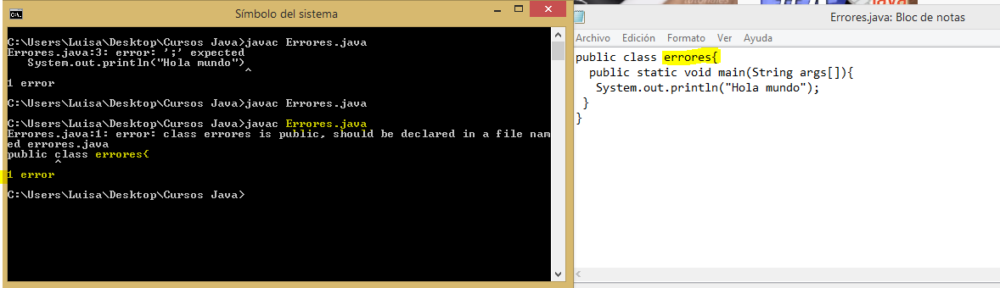 Símbolo del sistema
C:\Users\Luisa\Desktop\Cursos Java>javac Errores.java
Errores.java:3: error: ';' expected
System.out.println("Hola mundo")
^
1 error
C:\Users\Luisa\Desktop\Cursos Java>javac Errores.java
C:\Users\Luisa\Desktop\Cursos Java>javac Errores.java
Errores.java:1: error: class errores is public, should be declared in a file nam
ed errores.java
public class errores{
^
1 error
C:\Users\Luisa\Desktop\Cursos Java>
Errores.java: Bloc de notas
Archivo Edición Formato Ver Ayuda
public class errores{
public static void main(String args[]){
System.out.println("Hola mundo");
}
}